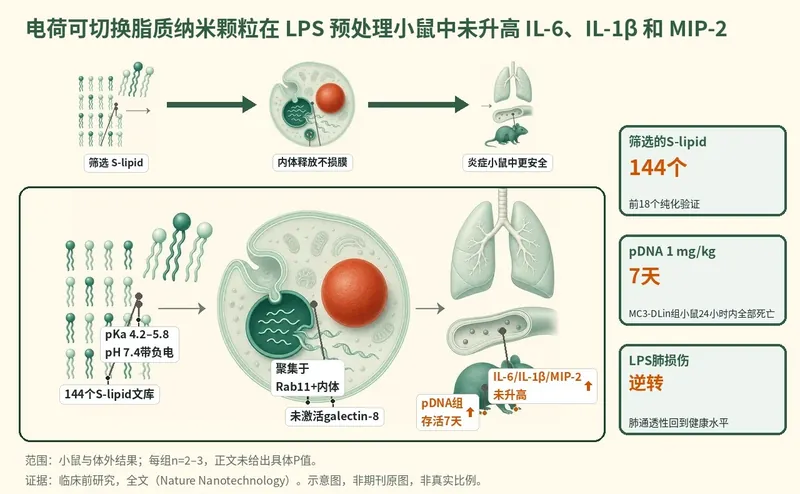 电荷可切换脂质纳米颗粒在 LPS 预处理小鼠中未升高 IL-6、IL-1β 和 MIP-2
筛选 S-lipid
内体释放不损膜
炎症小鼠中更安全
pKa 4.2–5.8
pH 7.4带负电
144个S-lipid文库
聚集于
Rab11+内体
未激活galectin-8
IL-6/IL-1β/MIP-2
未升高
pDNA组
存活7天
筛选的S-lipid
144个
前18个纯化验证
pDNA 1 mg/kg
7天
MC3-DLin组小鼠24小时内全部死亡
LPS肺损伤
逆转
肺通透性回到健康水平
范围：小鼠与体外结果；每组n=2–3，正文未给出具体P值。
证据：临床前研究，全文（Nature Nanotechnology）。示意图，非期刊原图，非真实比例。